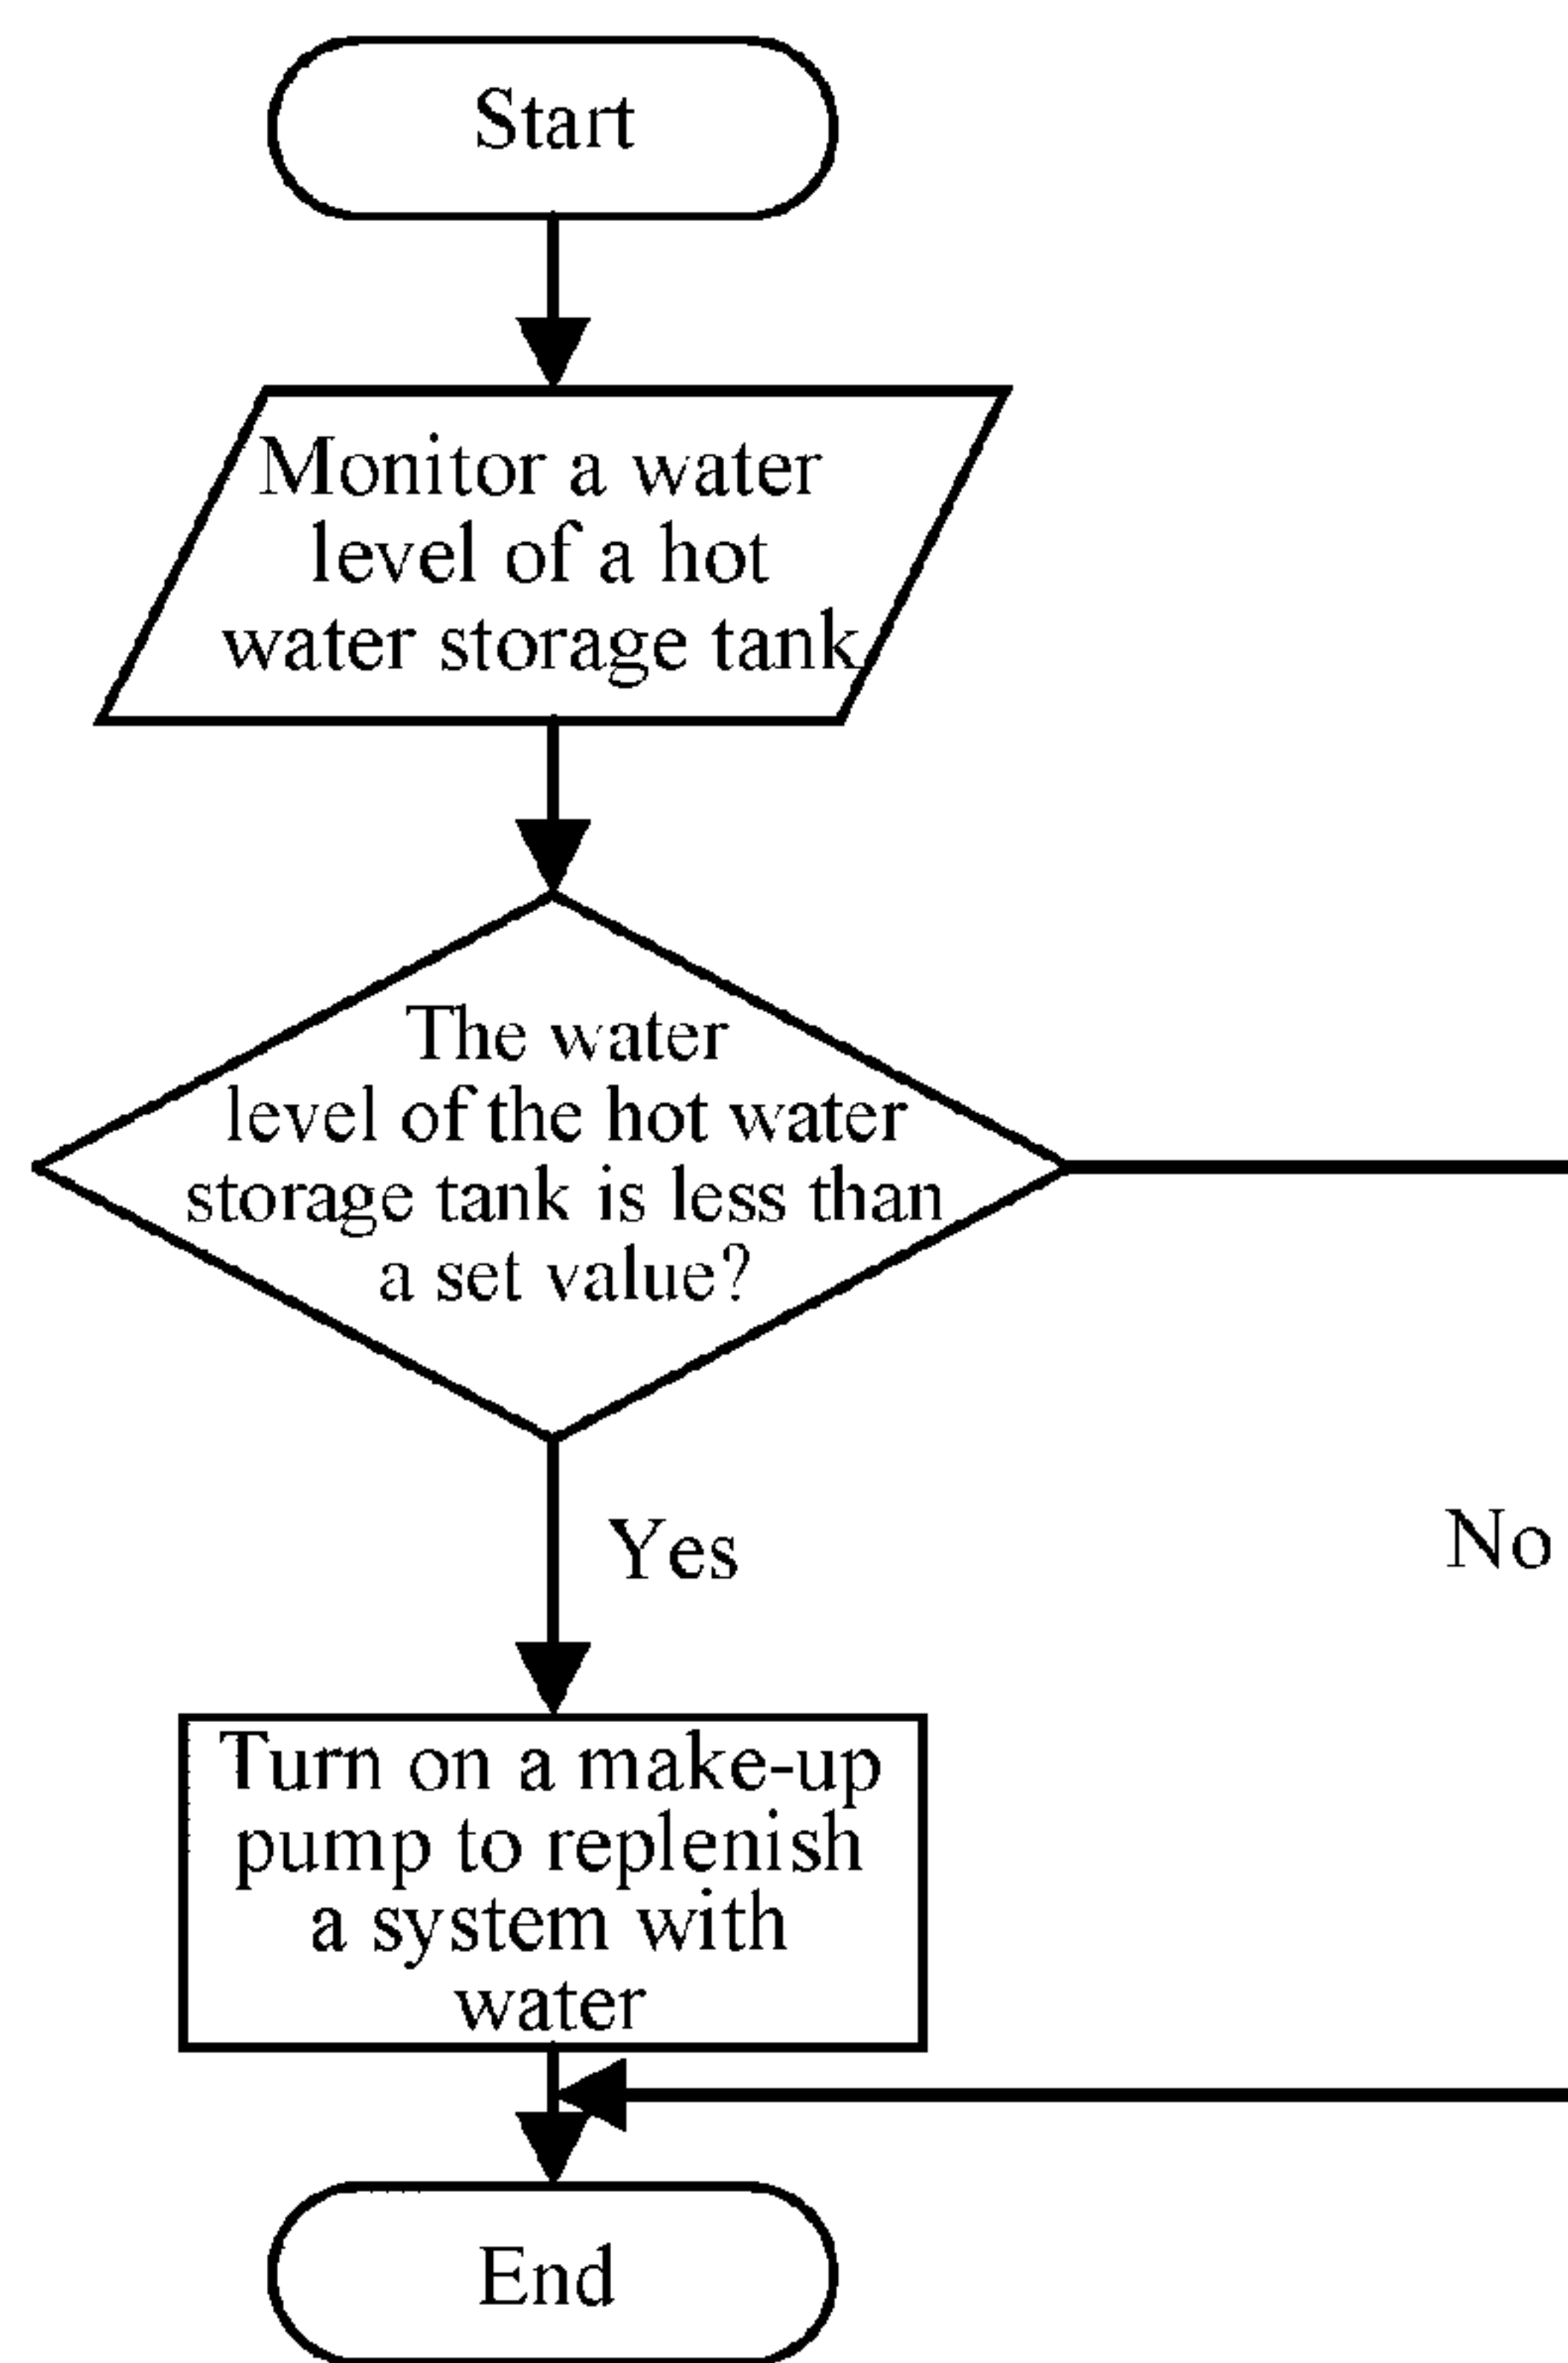 Start
Monitor a water
level of a hot
water storage tank
The water
level of the hot water
storage tank is less than
a set value?
Yes
No
Turn on a make-up
pump to replenish
a system with
water
End